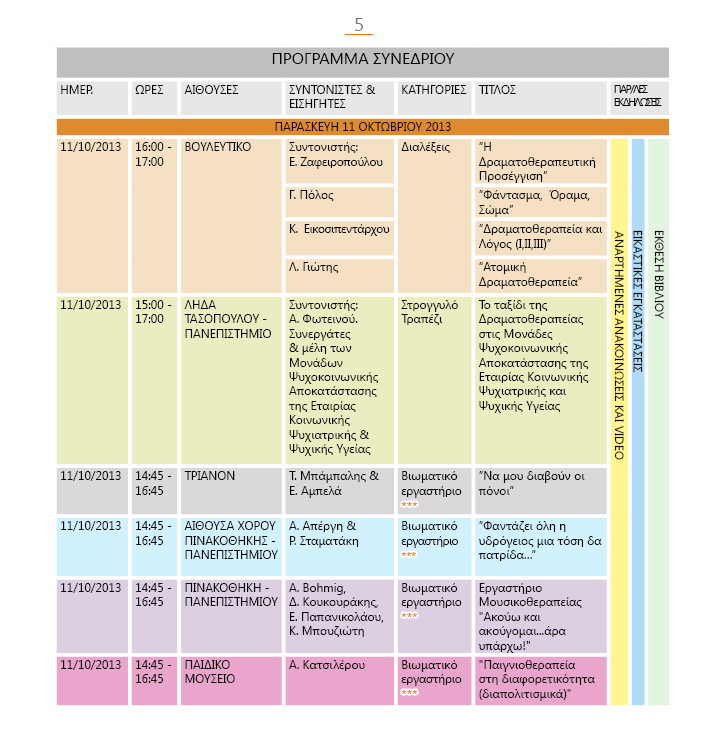 5
ΠΡΟΓΡΑΜΜΑ ΣΥΝΕΔΡΙΟΥ
ΗΜΕΡ.
ΩΡΕΣ
ΑΙΘΟΥΣΕΣ
ΣΥΝΤΟΝΙΣΤΕΣ &
ΕΙΣΗΓΗΤΕΣ
ΚΑΤΗΓΟΡΙΕΣ
ΤΙΤΛΟΣ
ΠΑΡ/ΛΕΣ
ΕΚΔΗΛΩΣΕΙΣ
ΠΑΡΑΣΚΕΥΗ 11 ΟΚΤΩΒΡΙΟΥ 2013
11/10/2013
16:00 -
17:00
ΒΟΥΛΕΥΤΙΚΟ
Συντονιστής:
Ε. Ζαφειροπούλου
Διαλέξεις
“Η
Δραματοθεραπευτική
Προσέγγιση”
Γ. Πόλος
“Φάντασμα, Όραμα,
Σώμα”
Κ. Εικοσιπεντάρχου
“Δραματοθεραπεία και
Λόγος (Ι,ΙΙ,ΙΙΙ)”
Λ. Γιώτης
“Ατομική
Δραματοθεραπεία”
11/10/2013
15:00 -
17:00
ΛΗΔΑ
ΤΑΣΟΠΟΥΛΟΥ -
ΠΑΝΕΠΙΣΤΗΜΙΟ
Συντονιστής:
Α. Φωτεινού.
Συνεργάτες
& μέλη των
Μονάδων
Ψυχοκοινωνικής
Αποκατάστασης
της Εταιρίας
Κοινωνικής
Ψυχιατρικής &
Ψυχικής Υγείας
Στρογγυλό
Τραπέζι
Το ταξίδι της
Δραματοθεραπείας
στις Μονάδες
Ψυχοκοινωνικής
Αποκατάστασης της
Εταιρίας Κοινωνικής
Ψυχιατρικής και
Ψυχικής Υγείας
11/10/2013
14:45 -
16:45
ΤΡΙΑΝΟΝ
Τ. Μπάμπαλης &
Ε. Αμπελά
Βιωματικό
εργαστήριο
***
“Να μου διαβούν οι
πόνοι”
11/10/2013
14:45 -
16:45
ΑΙΘΟΥΣΑ ΧΟΡΟΥ
ΠΙΝΑΚΟΘΗΚΗΣ -
ΠΑΝΕΠΙΣΤΗΜΙΟΥ
Α. Απέργη &
Ρ. Σταματάκη
Βιωματικό
εργαστήριο
***
“Φαντάζει όλη η
υδρόγειος μια τόση δα
πατρίδα...”
11/10/2013
14:45 -
16:45
ΠΙΝΑΚΟΘΗΚΗ -
ΠΑΝΕΠΙΣΤΗΜΙΟΥ
Α. Bohmig,
Δ. Κουκουράκης,
Ε. Παπανικολάου,
Κ. Μπουζιώτη
Βιωματικό
εργαστήριο
***
Εργαστήριο
Μουσικοθεραπείας
"Ακούω και
ακούγομαι...άρα
υπάρχω!"
11/10/2013
14:45 -
16:45
ΠΑΙΔΙΚΟ
ΜΟΥΣΕΙΟ
Α. Κατσιλέρου
Βιωματικό
εργαστήριο
***
"Παιγνιοθεραπεία
στη διαφορετικότητα
(διαπολιτισμικά)"
ΑΝΑΡΤΗΜΕΝΕΣ ΑΝΑΚΟΙΝΩΣΕΙΣ ΚΑΙ VIDEO
ΕΙΚΑΣΤΙΚΕΣ ΕΓΚΑΤΑΣΤΑΣΕΙΣ
ΕΚΘΕΣΗ ΒΙΒΛΙΟΥ